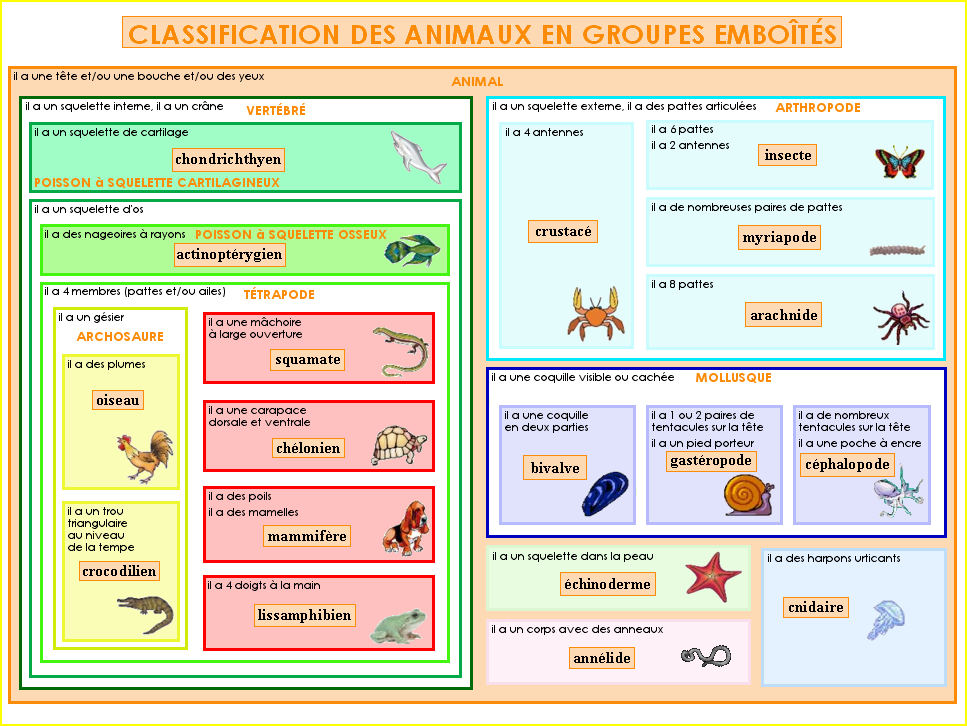 CLASSIFICATION DES ANIMAUX EN GROUPES EMBOÎTÉS
il a une tête et/ou une bouche et/ou des yeux
ANIMAL
il a un squelette interne, il a un crâne
VERTÉBRÉ
il a un squelette de cartilage
chondrichthyen
POISSON à SQUELETTE CARTILAGINEUX
il a un squelette d'os
il a des nageoires à rayons
POISSON à SQUELETTE OSSEUX
actinoptérygien
il a 4 membres (pattes et/ou ailes)
TÉTRAPODE
il a un gésier
ARCHOSAURE
il a des plumes
oiseau
il a un trou
triangulaire
au niveau
de la tempe
crocodilien
il a une mâchoire
à large ouverture
squamate
il a une carapace
dorsale et ventrale
chélonien
il a des poils
il a des mamelles
mammifère
il a 4 doigts à la main
lissamphibien
il a un squelette externe, il a des pattes articulées
ARTHROPODE
il a 4 antennes
crustacé
il a 6 pattes
il a 2 antennes
insecte
il a de nombreuses paires de pattes
myriapode
il a 8 pattes
arachnide
il a une coquille visible ou cachée
MOLLUSQUE
il a une coquille
en deux parties
bivalve
il a 1 ou 2 paires de
tentacules sur la tête
il a un pied porteur
gastéropode
il a de nombreux
tentacules sur la tête
il a une poche à encre
céphalopode
il a un squelette dans la peau
échinoderme
il a un corps avec des anneaux
annélide
il a des harpons urticants
cnidaire